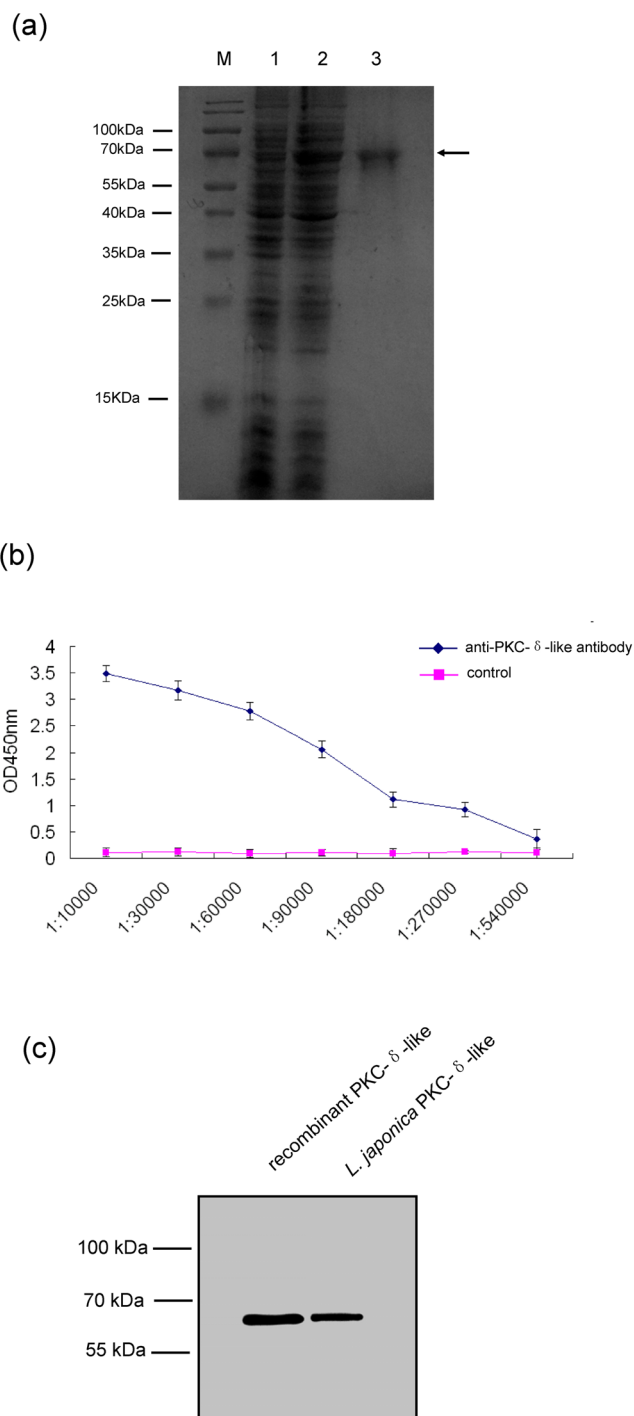 (a)
M 1 2 3
100kDa
70kDa
55kDa
40kDa
35kDa
25kDa
15KDa
(b)
4
3.5
3
2.5
2
1.5
1
0.5
0
OD450nm
anti-PKC- δ -like antibody
control
1:10000
1:30000
1:60000
1:90000
1:180000
1:270000
1:540000
(c)
recombinant PKC- δ -like
L. japonica PKC- δ -like
100 kDa
70 kDa
55 kDa